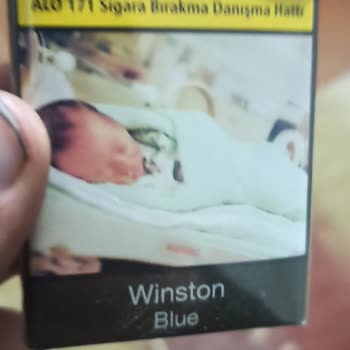 ALO 171 Sigara Bırakma Danışma Hattı
Winston
Blue